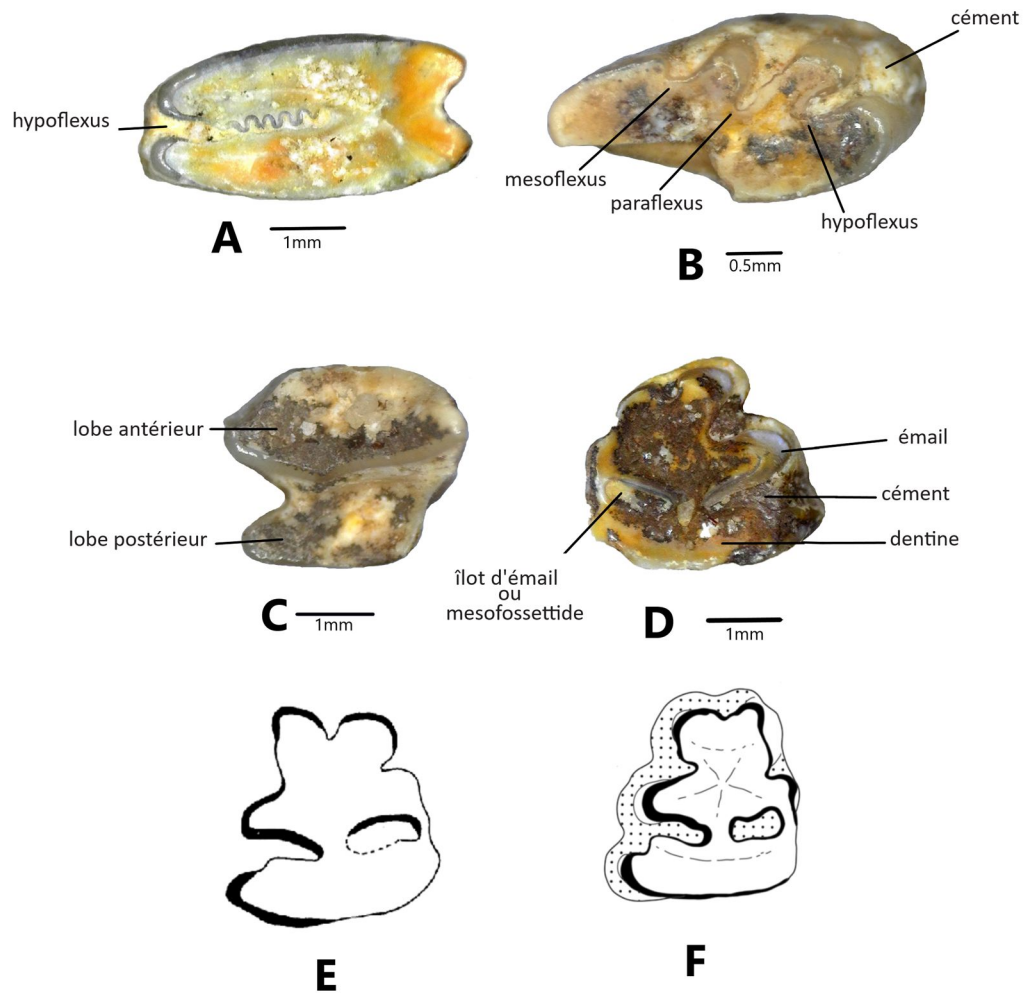 cément
hypoflexus
mesoflexus
paraflexus
hypoflexus
A
1mm
B
0.5mm
lobe antérieur
émail
cément
lobe postérieur
dentine
îlot d'émail
ou
mesofossettide
C
1mm
D
1mm
E
F